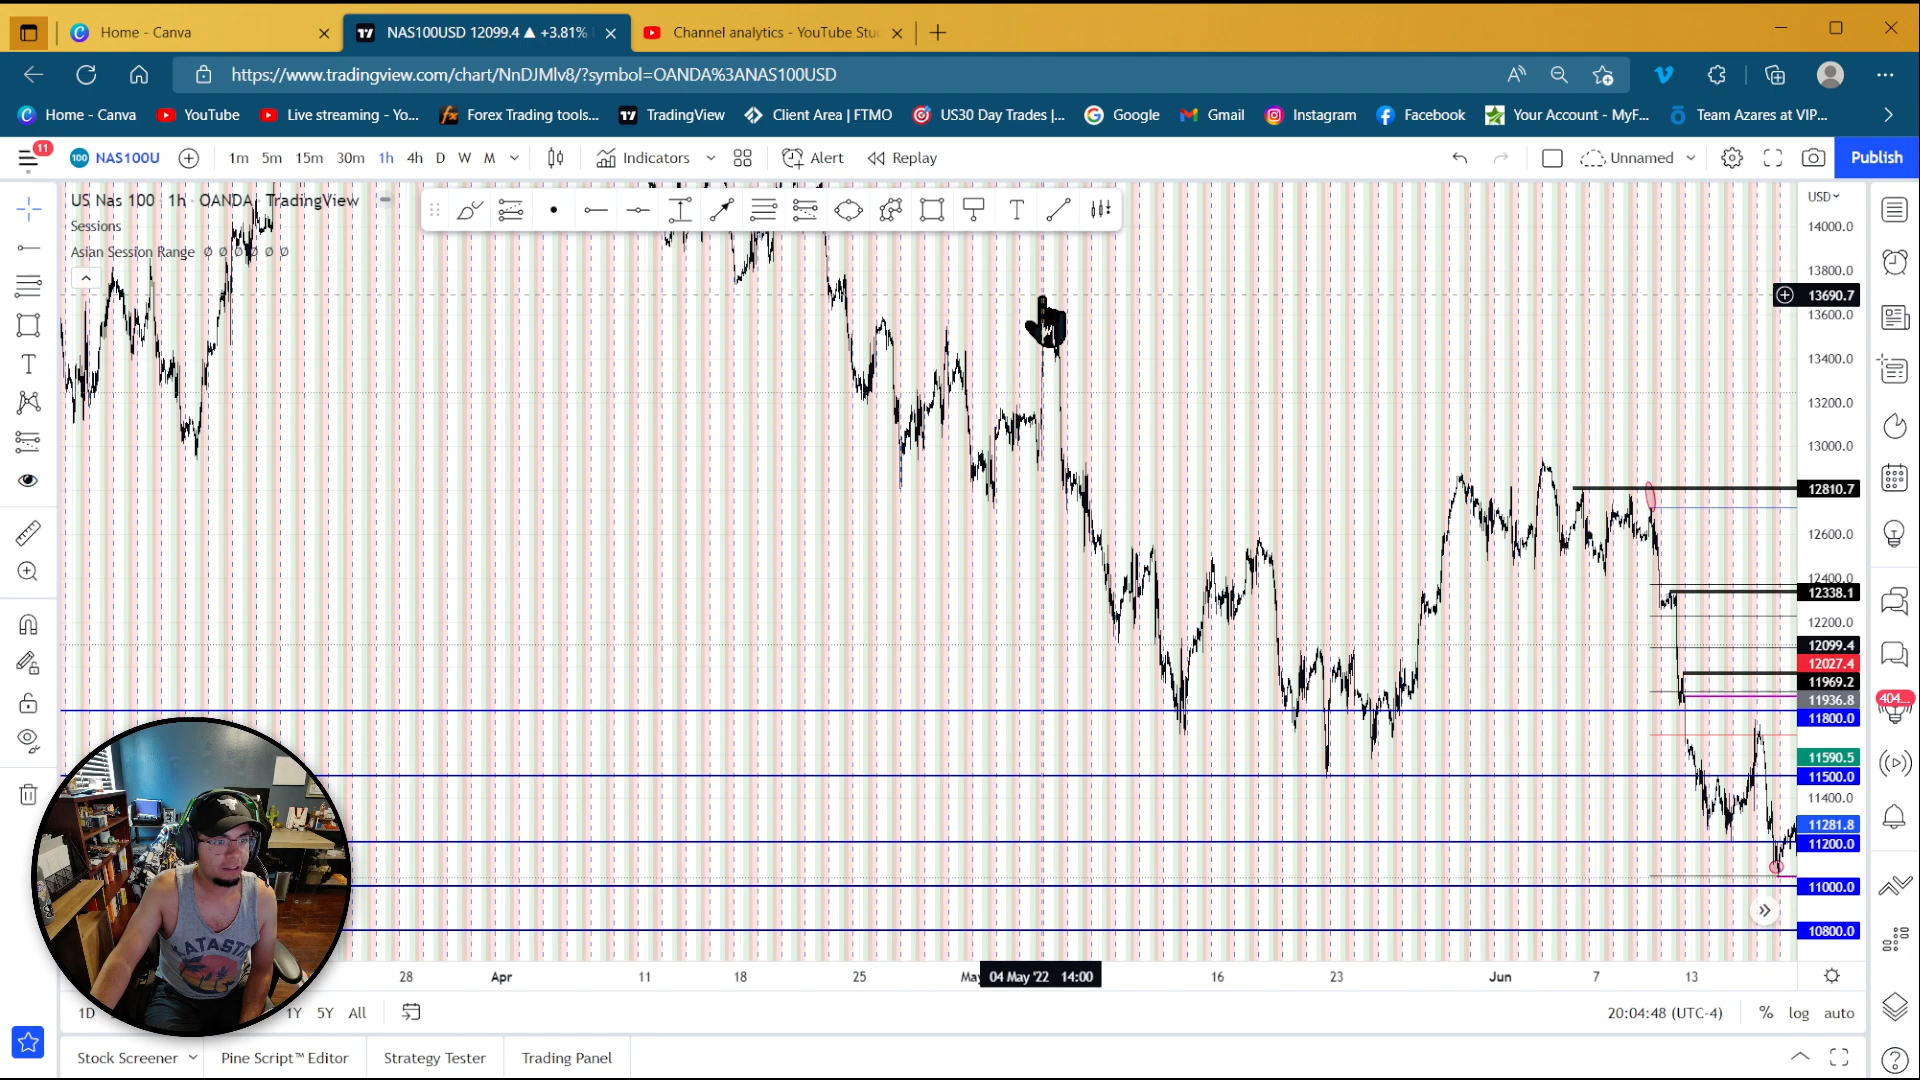 Home - Canva
NAS100USD 12099.4 ▲ +3.81%
Channel analytics - YouTube Stu
https://www.tradingview.com/chart/NnDJMlv8/?symbol=OANDA%3ANAS100USD
Home - Canva
YouTube
Live streaming - Yo...
Forex Trading tools...
TradingView
Client Area | FTMO
US30 Day Trades |...
Google
Gmail
Instagram
Facebook
Your Account - MyF...
Team Azares at VIP...
11
100
NAS100U
1m 5m 15m 30m 1h 4h D W M
Indicators
Alert
Replay
Unnamed
Publish
US Nas 100 1h OANDA TradingView
Sessions
Asian Session Range
USD
14000.0
13800.0
13690.7
13600.0
13400.0
13200.0
13000.0
12810.7
12600.0
12400.0
12338.1
12200.0
12099.4
12027.4
11969.2
11936.8
11800.0
11590.5
11500.0
11400.0
11281.8
11200.0
11000.0
10800.0
404...
28 Apr 11 18 25 May 04 May '22 14:00 16 23 Jun 7 13
1D 1Y 5Y All
20:04:48 (UTC-4)
% log auto
Stock Screener
Pine Script™ Editor
Strategy Tester
Trading Panel